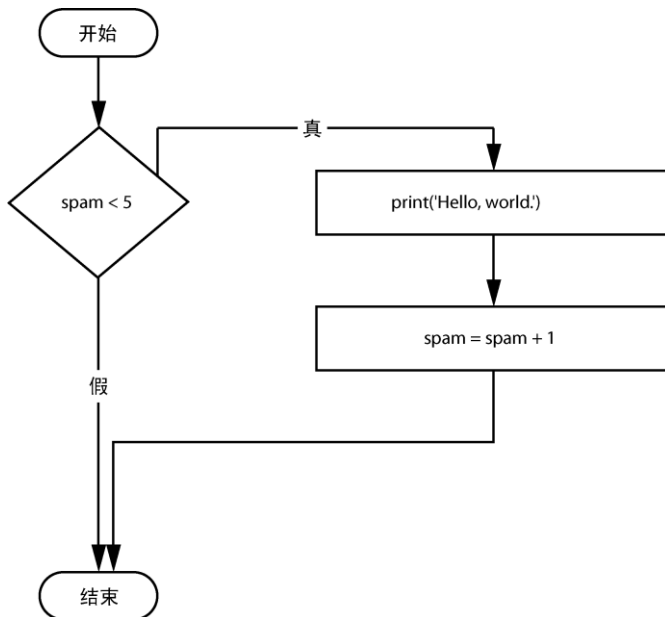 开始
真
spam < 5
print('Hello, world.')
spam = spam + 1
假
结束